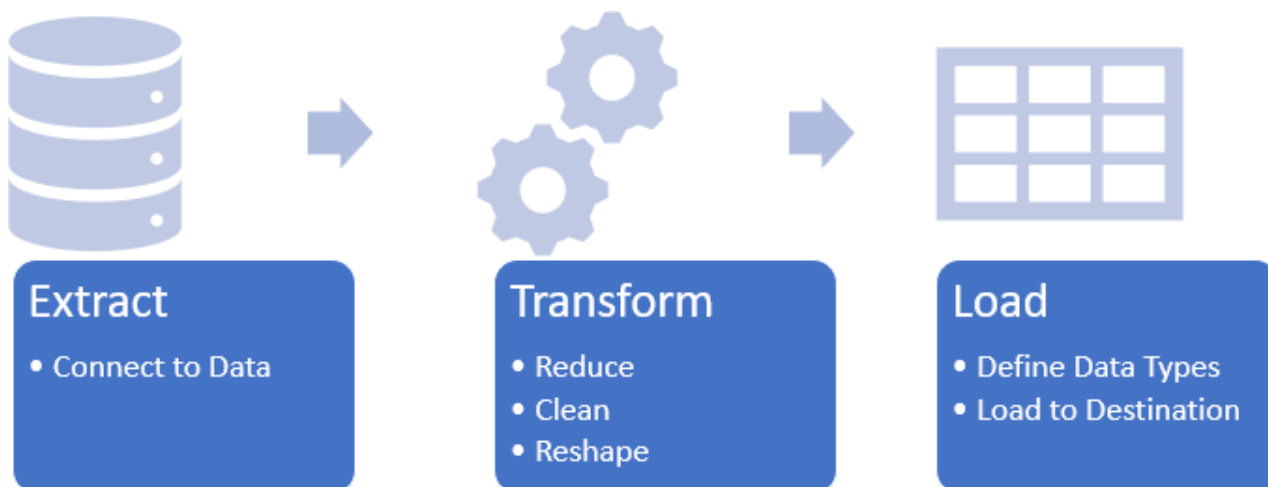 Extract
• Connect to Data
Transform
• Reduce
• Clean
• Reshape
Load
• Define Data Types
• Load to Destination